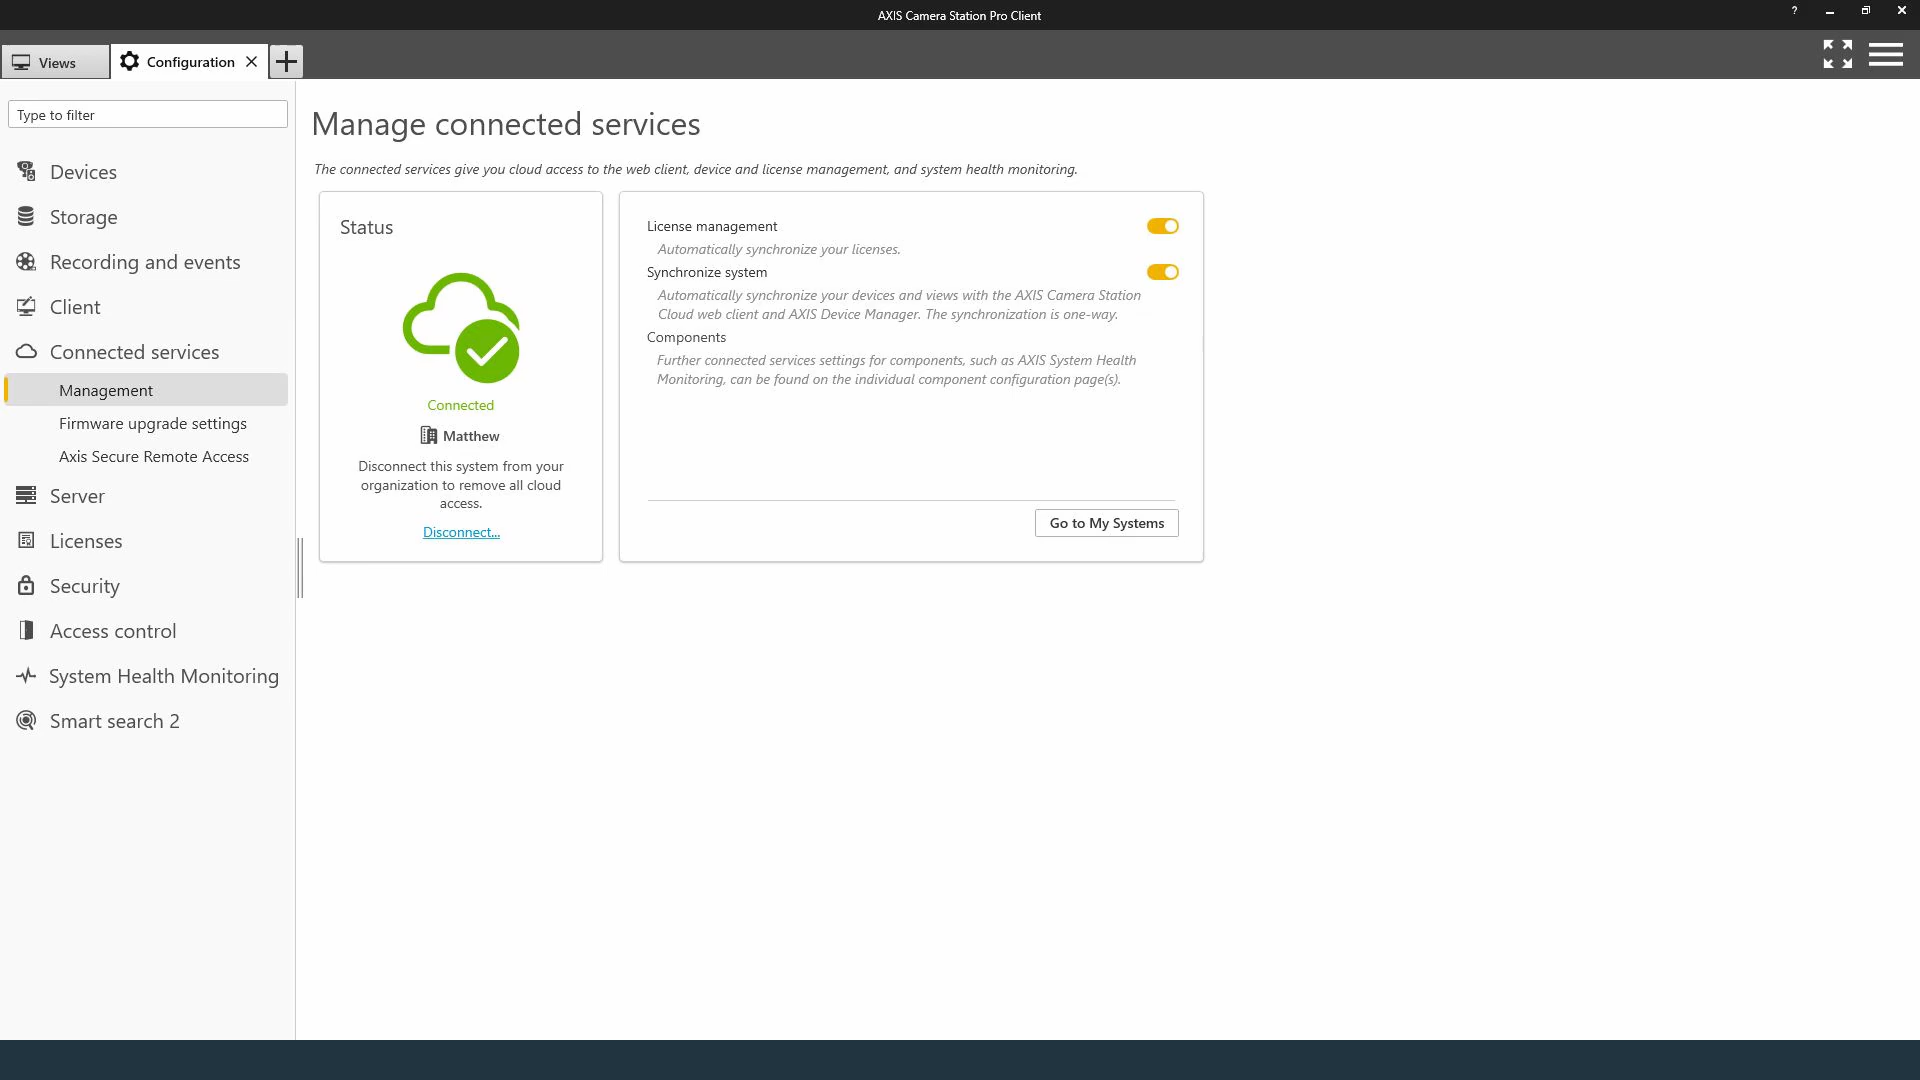 AXIS Camera Station Pro Client
?
Views
Configuration
Type to filter
Devices
Storage
Recording and events
Client
Connected services
Management
Firmware upgrade settings
Axis Secure Remote Access
Server
Licenses
Security
Access control
System Health Monitoring
Smart search 2
Manage connected services
The connected services give you cloud access to the web client, device and license management, and system health monitoring.
Status
Connected
Matthew
Disconnect this system from your
organization to remove all cloud
access.
Disconnect...
License management
Automatically synchronize your licenses.
Synchronize system
Automatically synchronize your devices and views with the AXIS Camera Station
Cloud web client and AXIS Device Manager. The synchronization is one-way.
Components
Further connected services settings for components, such as AXIS System Health
Monitoring, can be found on the individual component configuration page(s).
Go to My Systems